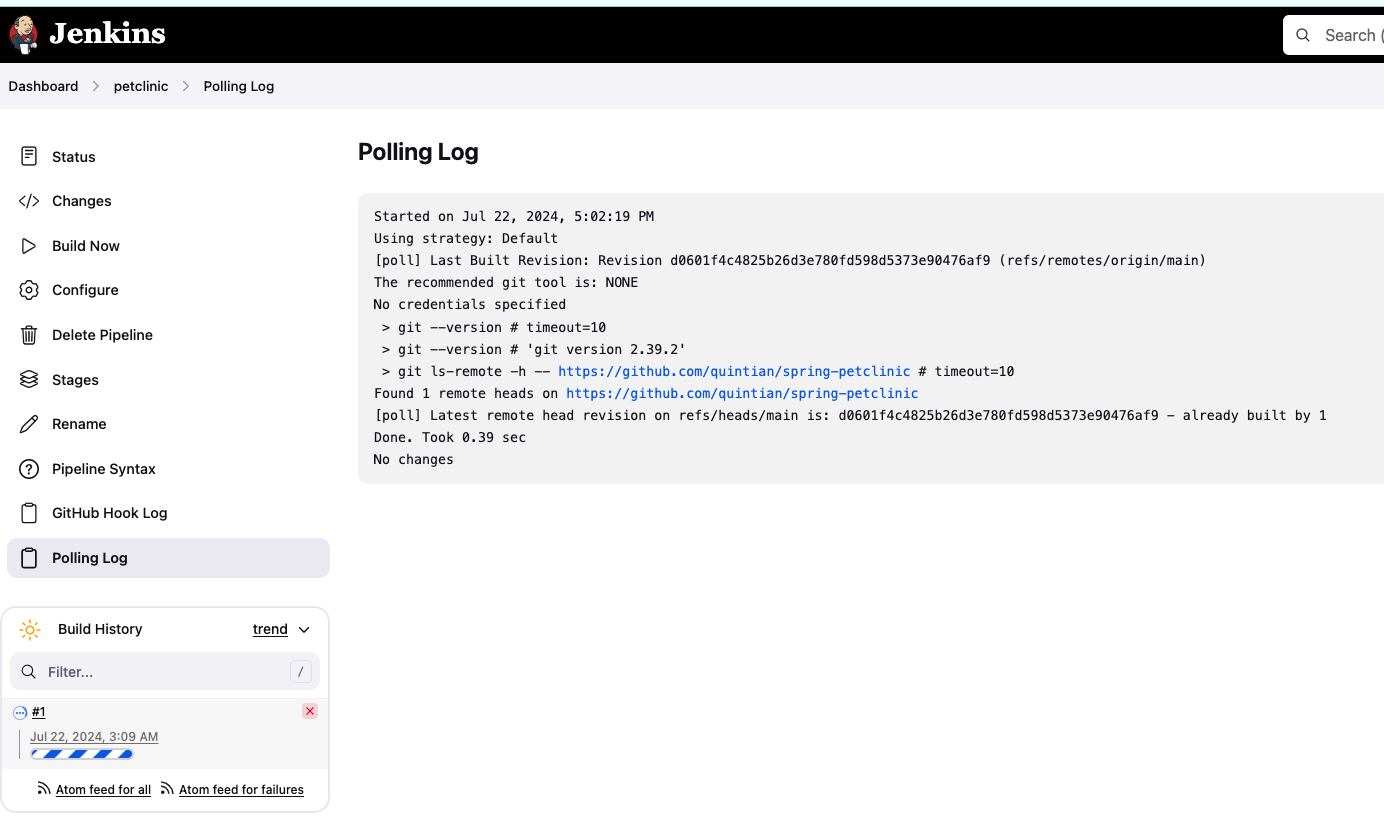 Jenkins
Search (
Dashboard > petclinic > Polling Log
Status
Changes
Build Now
Configure
Delete Pipeline
Stages
Rename
Pipeline Syntax
GitHub Hook Log
Polling Log
Build History trend
Filter... /
#1
Jul 22, 2024, 3:09 AM
Atom feed for all Atom feed for failures
Polling Log
Started on Jul 22, 2024, 5:02:19 PM
Using strategy: Default
[poll] Last Built Revision: Revision d0601f4c4825b26d3e780fd598d5373e90476af9 (refs/remotes/origin/main)
The recommended git tool is: NONE
No credentials specified
 > git --version # timeout=10
 > git --version # 'git version 2.39.2'
 > git ls-remote -h -- https://github.com/quintian/spring-petclinic # timeout=10
Found 1 remote heads on https://github.com/quintian/spring-petclinic
[poll] Latest remote head revision on refs/heads/main is: d0601f4c4825b26d3e780fd598d5373e90476af9 - already built by 1
Done. Took 0.39 sec
No changes